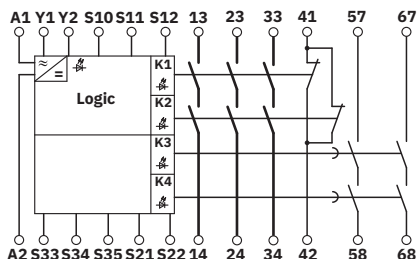 A1 Y1 Y2 S10 S11 S12 13 23 33 41 57 67
≈
=
K1
Logic
K2
K3
K4
A2 S33 S34 S35 S21 S22 14 24 34 42 58 68